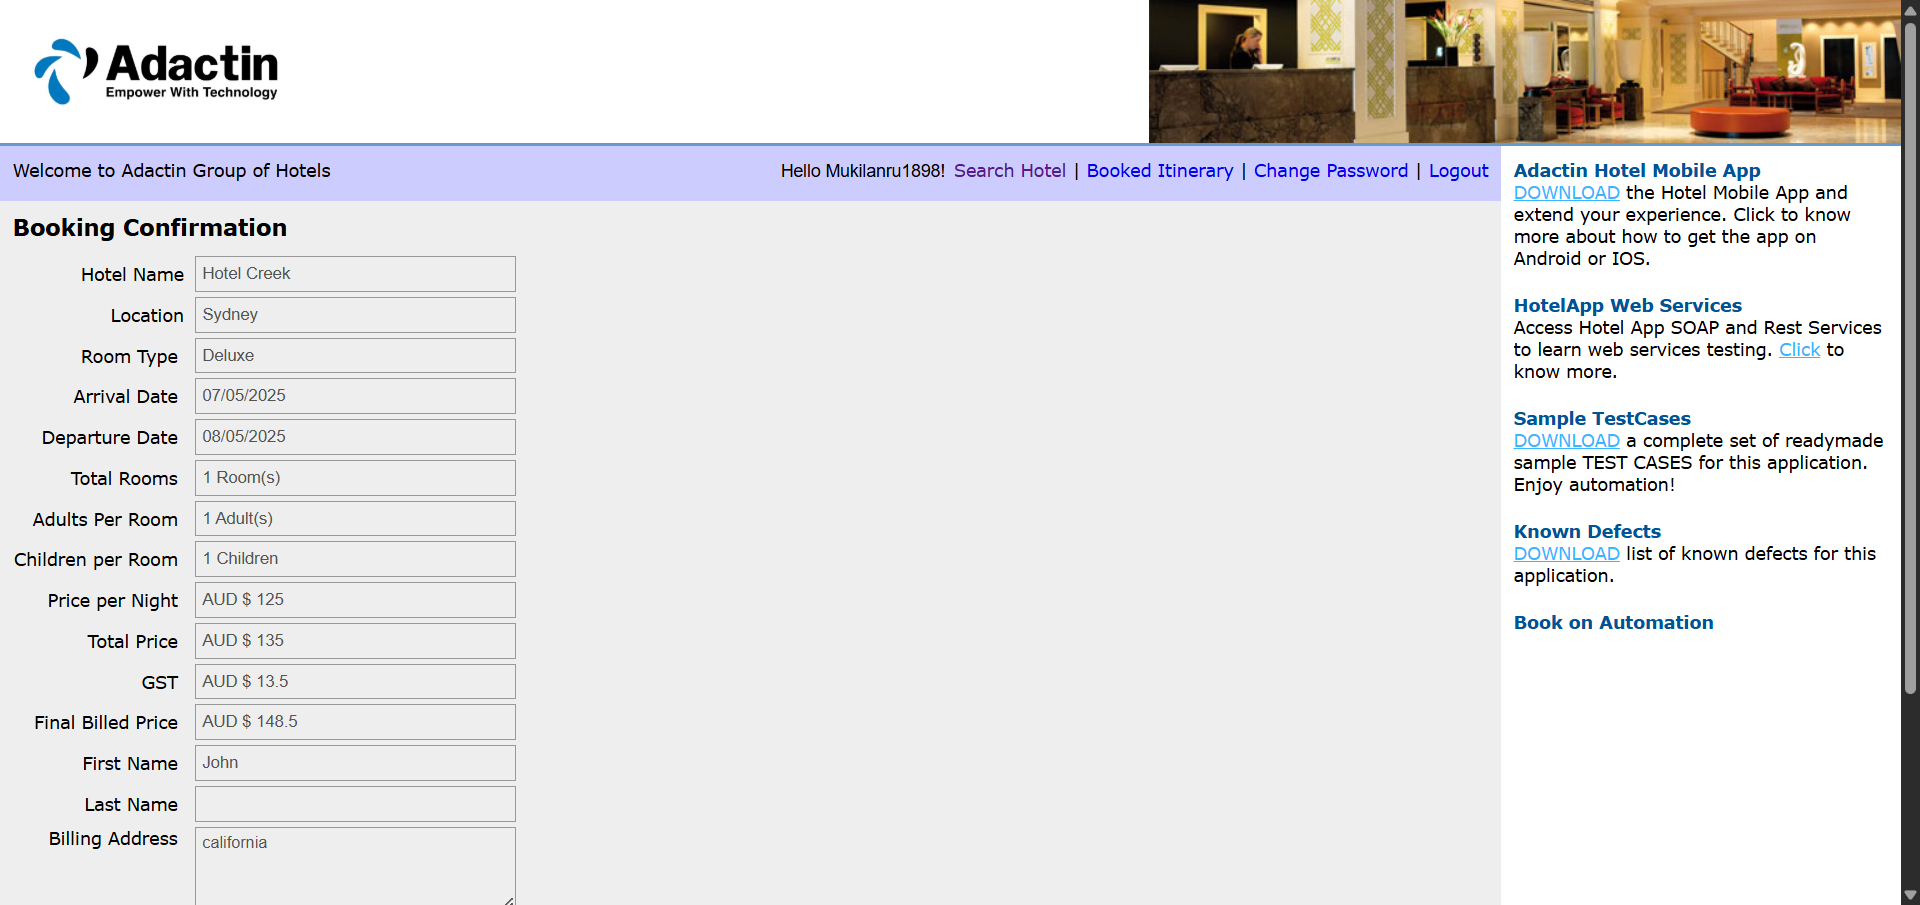 Adactin
Empower With Technology
Welcome to Adactin Group of Hotels
Hello Mukilanru1898! Search Hotel | Booked Itinerary | Change Password | Logout
Booking Confirmation
Hotel Name Hotel Creek
Location Sydney
Room Type Deluxe
Arrival Date 07/05/2025
Departure Date 08/05/2025
Total Rooms 1 Room(s)
Adults Per Room 1 Adult(s)
Children per Room 1 Children
Price per Night AUD $ 125
Total Price AUD $ 135
GST AUD $ 13.5
Final Billed Price AUD $ 148.5
First Name John
Last Name
Billing Address california
Adactin Hotel Mobile App
DOWNLOAD the Hotel Mobile App and
extend your experience. Click to know
more about how to get the app on
Android or IOS.
HotelApp Web Services
Access Hotel App SOAP and Rest Services
to learn web services testing. Click to
know more.
Sample TestCases
DOWNLOAD a complete set of readymade
sample TEST CASES for this application.
Enjoy automation!
Known Defects
DOWNLOAD list of known defects for this
application.
Book on Automation